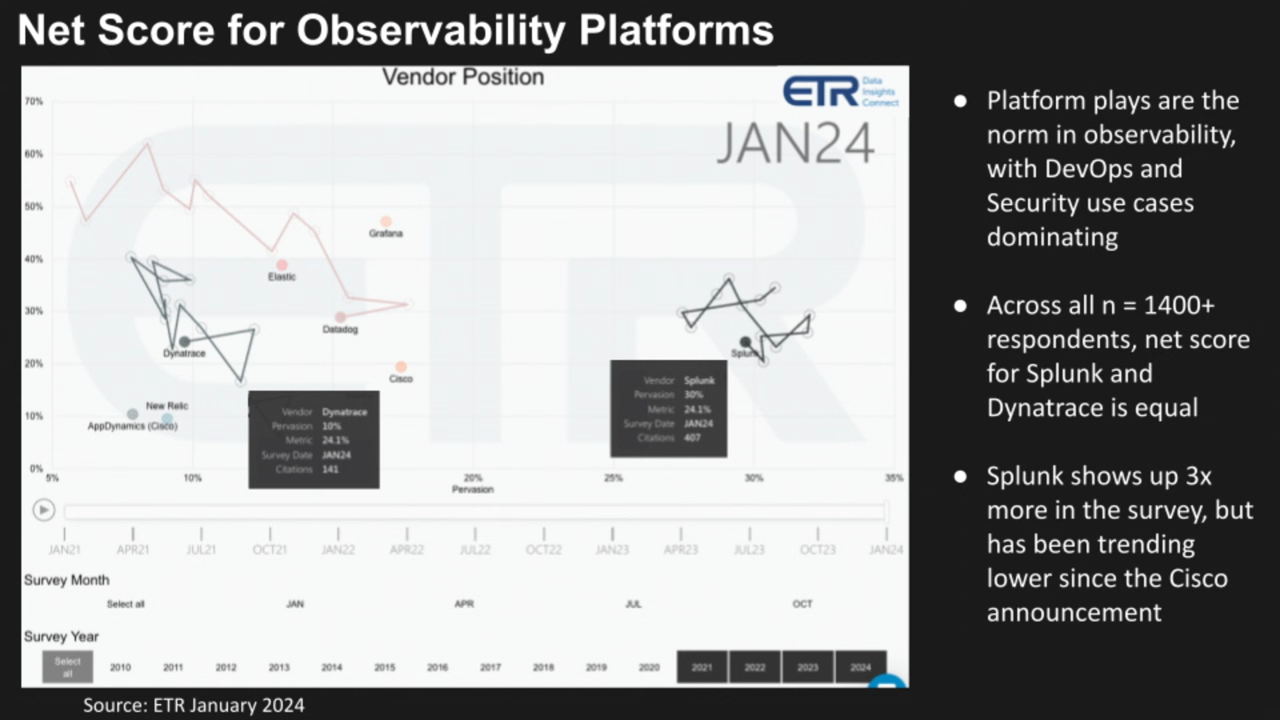 Net Score for Observability Platforms
Vendor Position
ETR Data
Insights
Connect
JAN24
70%
60%
50%
40%
30%
20%
10%
0%
Grafana
Elastic
Datadog
Dynatrace
Cisco
New Relic
AppDynamics (Cisco)
Splunk
Vendor Dynatrace
Pervasion 10%
Metric 24.1%
Survey Date JAN24
Citations 141
Vendor Splunk
Pervasion 30%
Metric 24.1%
Survey Date JAN24
Citations 407
5% 10% 20% 25% 30% 35%
Pervasion
JAN21 APR21 JUL21 OCT21 JAN22 APR22 JUL22 OCT22 JAN23 APR23 JUL23 OCT23 JAN24
Survey Month
Select all JAN APR JUL OCT
Survey Year
Select
all 2010 2011 2012 2013 2014 2015 2016 2017 2018 2019 2020 2021 2022 2023 2024
Source: ETR January 2024
● Platform plays are the
norm in observability,
with DevOps and
Security use cases
dominating
● Across all n = 1400+
respondents, net score
for Splunk and
Dynatrace is equal
● Splunk shows up 3x
more in the survey, but
has been trending
lower since the Cisco
announcement